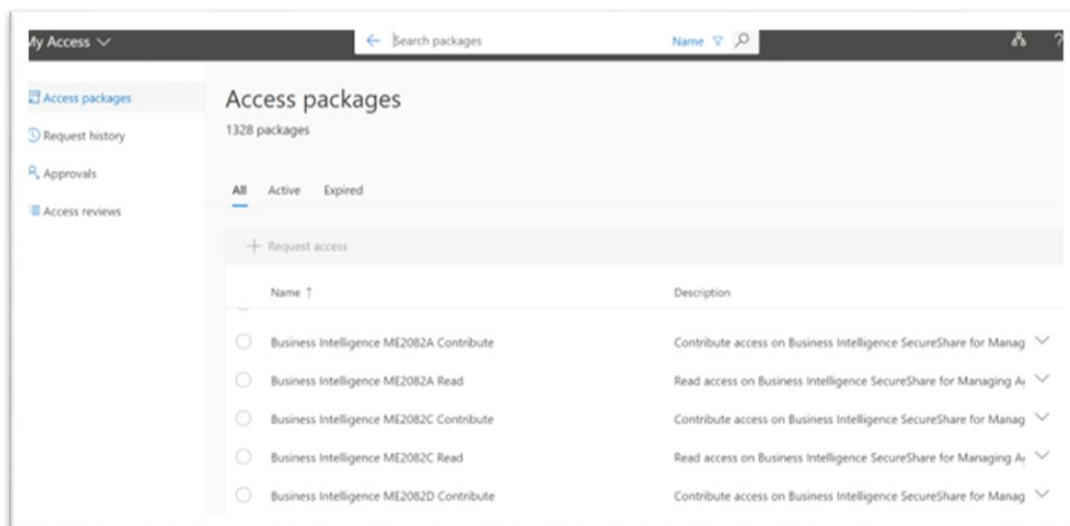 My Access
Search packages Name
?
Access packages
Request history
Approvals
Access reviews
Access packages
1328 packages
All Active Expired
+ Request access
Name ↑ Description
Business Intelligence ME2082A Contribute Contribute access on Business Intelligence SecureShare for Manag
Business Intelligence ME2082A Read Read access on Business Intelligence SecureShare for Managing A
Business Intelligence ME2082C Contribute Contribute access on Business Intelligence SecureShare for Manag
Business Intelligence ME2082C Read Read access on Business Intelligence SecureShare for Managing A
Business Intelligence ME2082D Contribute Contribute access on Business Intelligence SecureShare for Manag